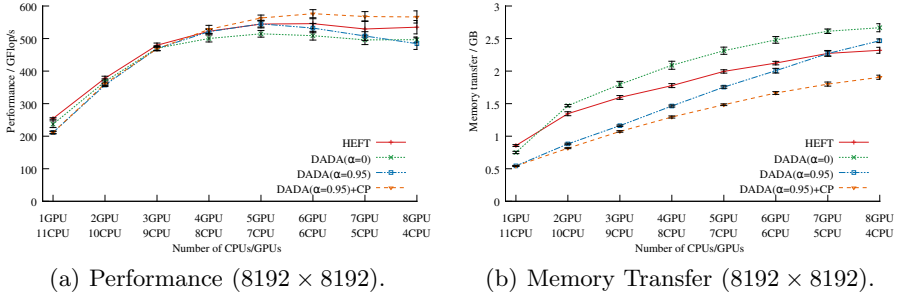 Performance / GFlop/s
600
500
400
300
200
100
0
HEFT
DADA(α=0)
DADA(α=0.95)
DADA(α=0.95)+CP
1GPU 2GPU 3GPU 4GPU 5GPU 6GPU 7GPU 8GPU
11CPU 10CPU 9CPU 8CPU 7CPU 6CPU 5CPU 4CPU
Number of CPUs/GPUs
(a) Performance (8192 × 8192).
Memory transfer / GB
3
2.5
2
1.5
1
0.5
0
HEFT
DADA(α=0)
DADA(α=0.95)
DADA(α=0.95)+CP
1GPU 2GPU 3GPU 4GPU 5GPU 6GPU 7GPU 8GPU
11CPU 10CPU 9CPU 8CPU 7CPU 6CPU 5CPU 4CPU
Number of CPUs/GPUs
(b) Memory Transfer (8192 × 8192).